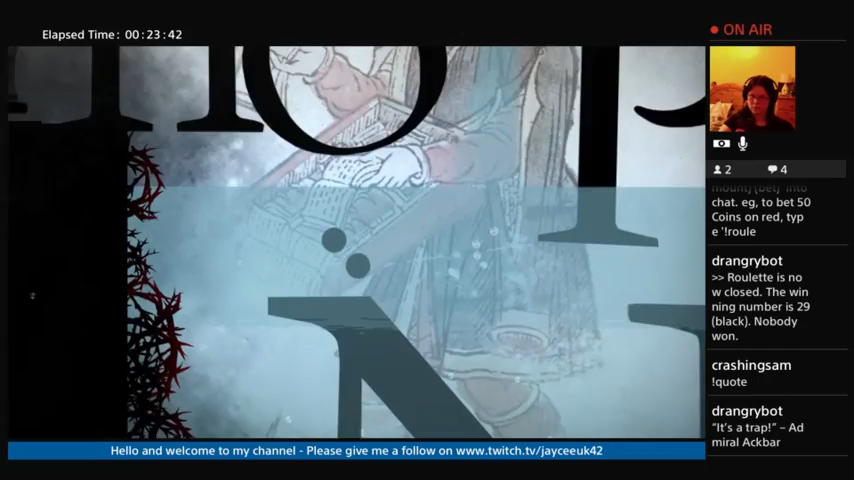 Elapsed Time: 00:23:42
ON AIR
2 4
mount] [bet]' into
chat. eg, to bet 50
Coins on red, typ
e '!roule
drangrybot
>> Roulette is no
w closed. The win
ning number is 29
(black). Nobody
won.
crashingsam
!quote
drangrybot
“It's a trap!” – Ad
miral Ackbar
Hello and welcome to my channel - Please give me a follow on www.twitch.tv/jayceeuk42